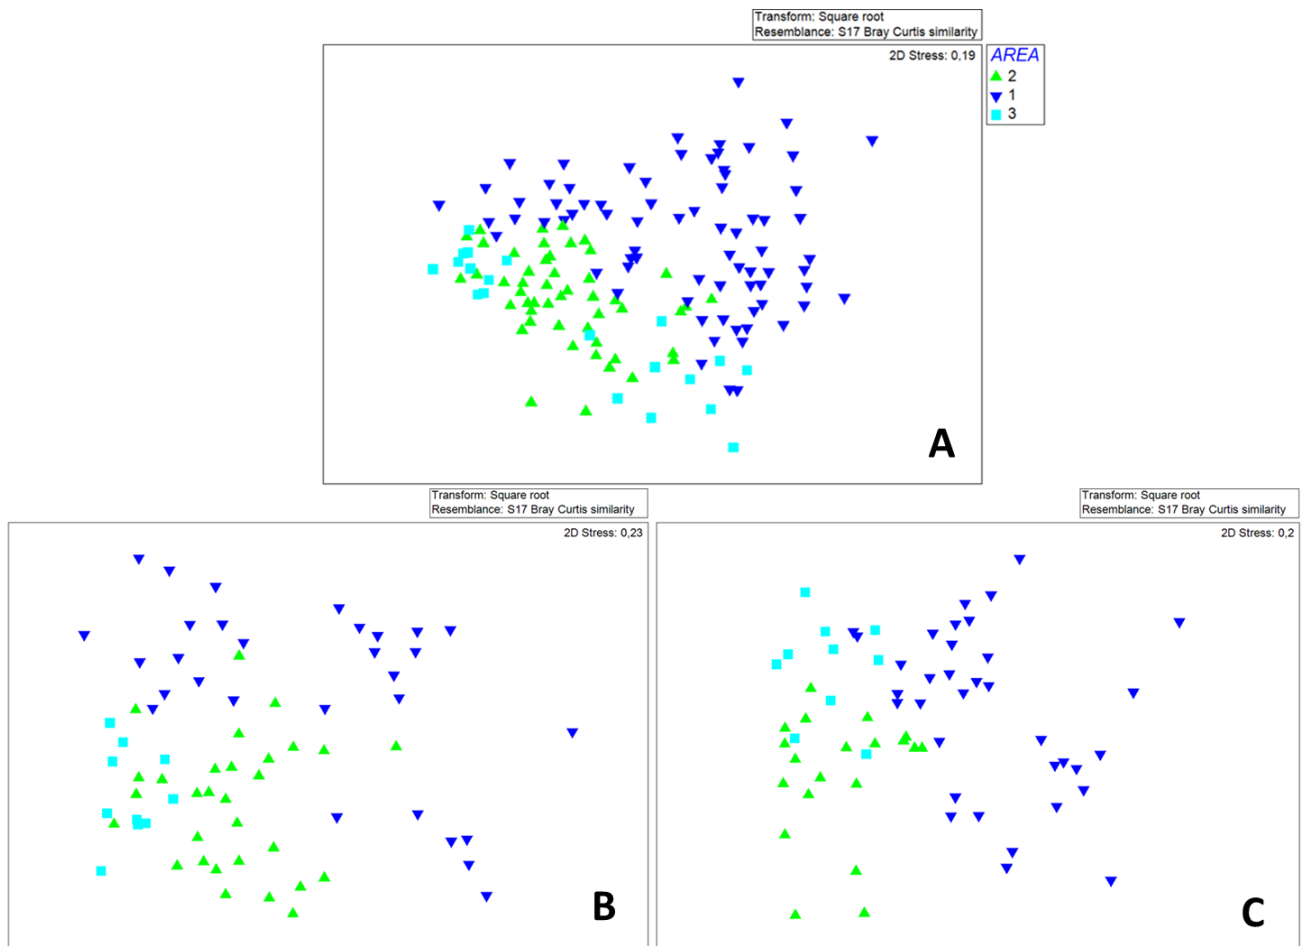 Transform: Square root
Resemblance: S17 Bray Curtis similarity
2D Stress: 0,19
AREA
2
1
3
A
Transform: Square root
Resemblance: S17 Bray Curtis similarity
2D Stress: 0,23
B
Transform: Square root
Resemblance: S17 Bray Curtis similarity
2D Stress: 0,2
C